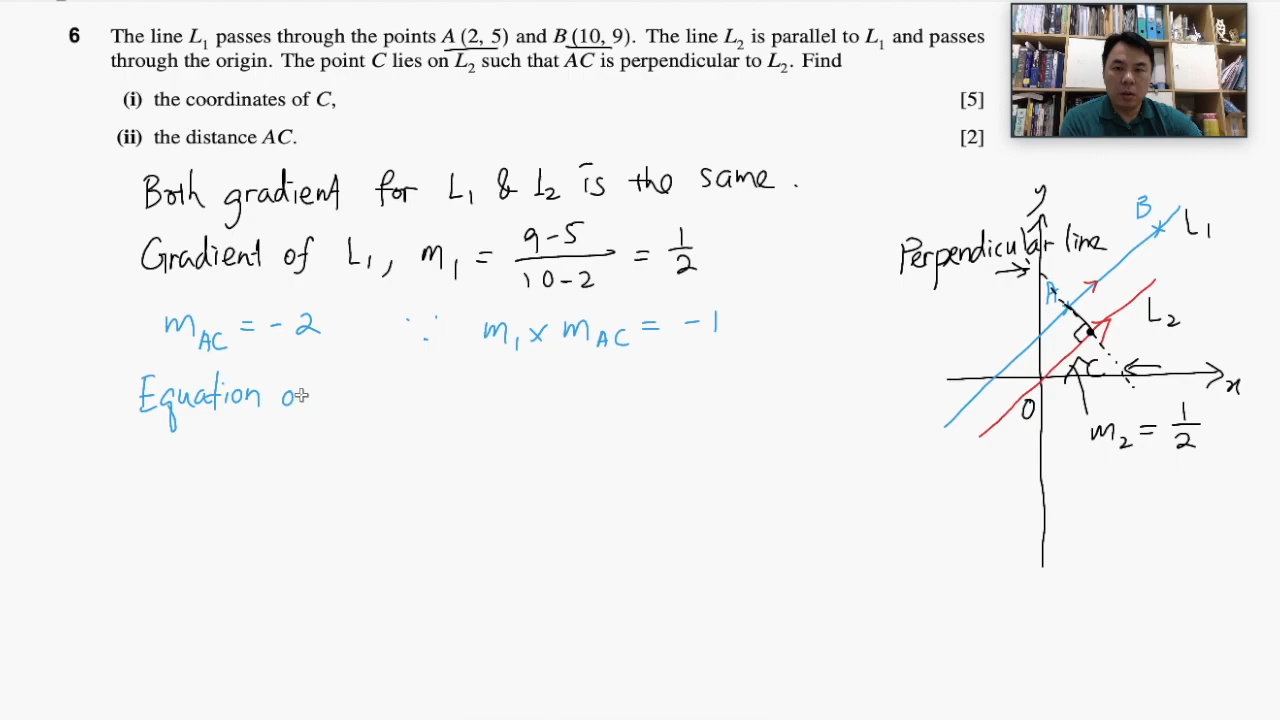 6 The line L₁ passes through the points A (2, 5) and B (10, 9). The line L₂ is parallel to L₁ and passes
through the origin. The point C lies on L₂ such that AC is perpendicular to L₂. Find
(i) the coordinates of C, [5]
(ii) the distance AC. [2]
Both gradient for L₁ & L₂ is the same.
Gradient of L₁, m₁ = (9-5)/(10-2) = 1/2
m_AC = -2 ∵ m₁ × m_AC = -1
Equation o
y
B
L₁
Perpendicular line
A
L₂
C
x
O
m₂ = 1/2